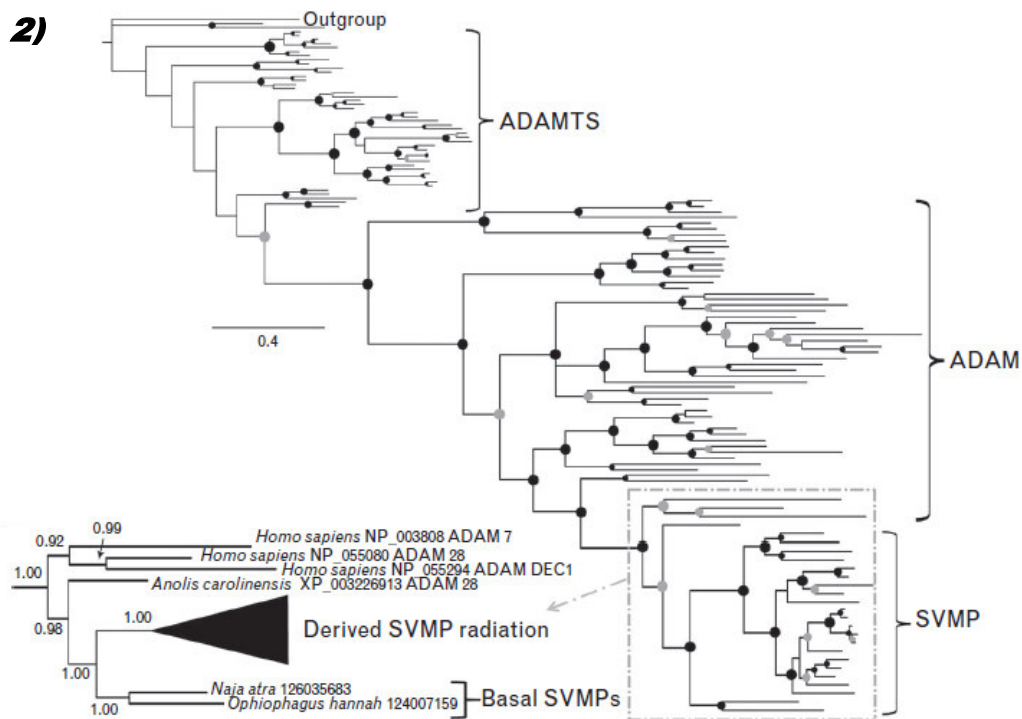 2)
Outgroup
ADAMTS
0.4
ADAM
SVMP
0.99
0.92
1.00
0.98
1.00
1.00
1.00
Homo sapiens NP_003808 ADAM 7
Homo sapiens NP_055080 ADAM 28
Homo sapiens NP_055294 ADAM DEC1
Anolis carolinensis XP_003226913 ADAM 28
Derived SVMP radiation
Naja atra 126035683
Ophiophagus hannah 124007159
Basal SVMPs